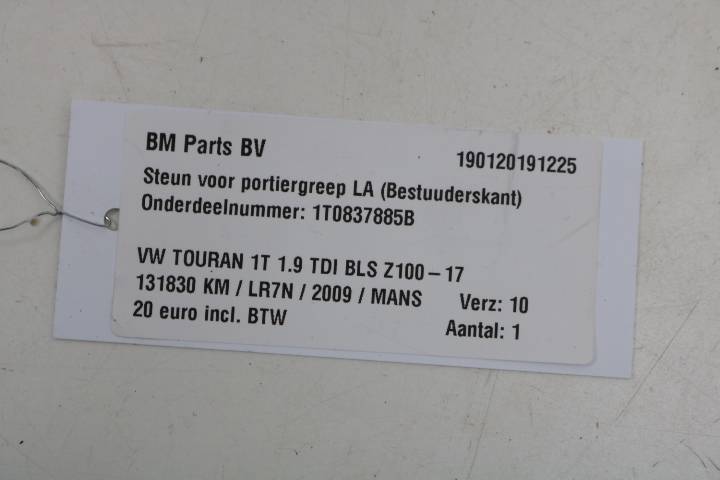 BM Parts BV 190120191225
Steun voor portiergreep LA (Bestuuderskant)
Onderdeelnummer: 1T0837885B
VW TOURAN 1T 1.9 TDI BLS Z100-17
131830 KM / LR7N / 2009 / MANS Verz: 10
20 euro incl. BTW Aantal: 1